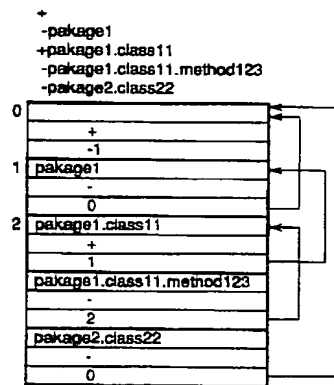 +
-pakage1
+pakage1.class11
-pakage1.class11.method123
-pakage2.class22
0
+
-1
1 pakage1
-
0
2 pakage1.class11
+
1
pakage1.class11.method123
-
2
pakage2.class22
-
0